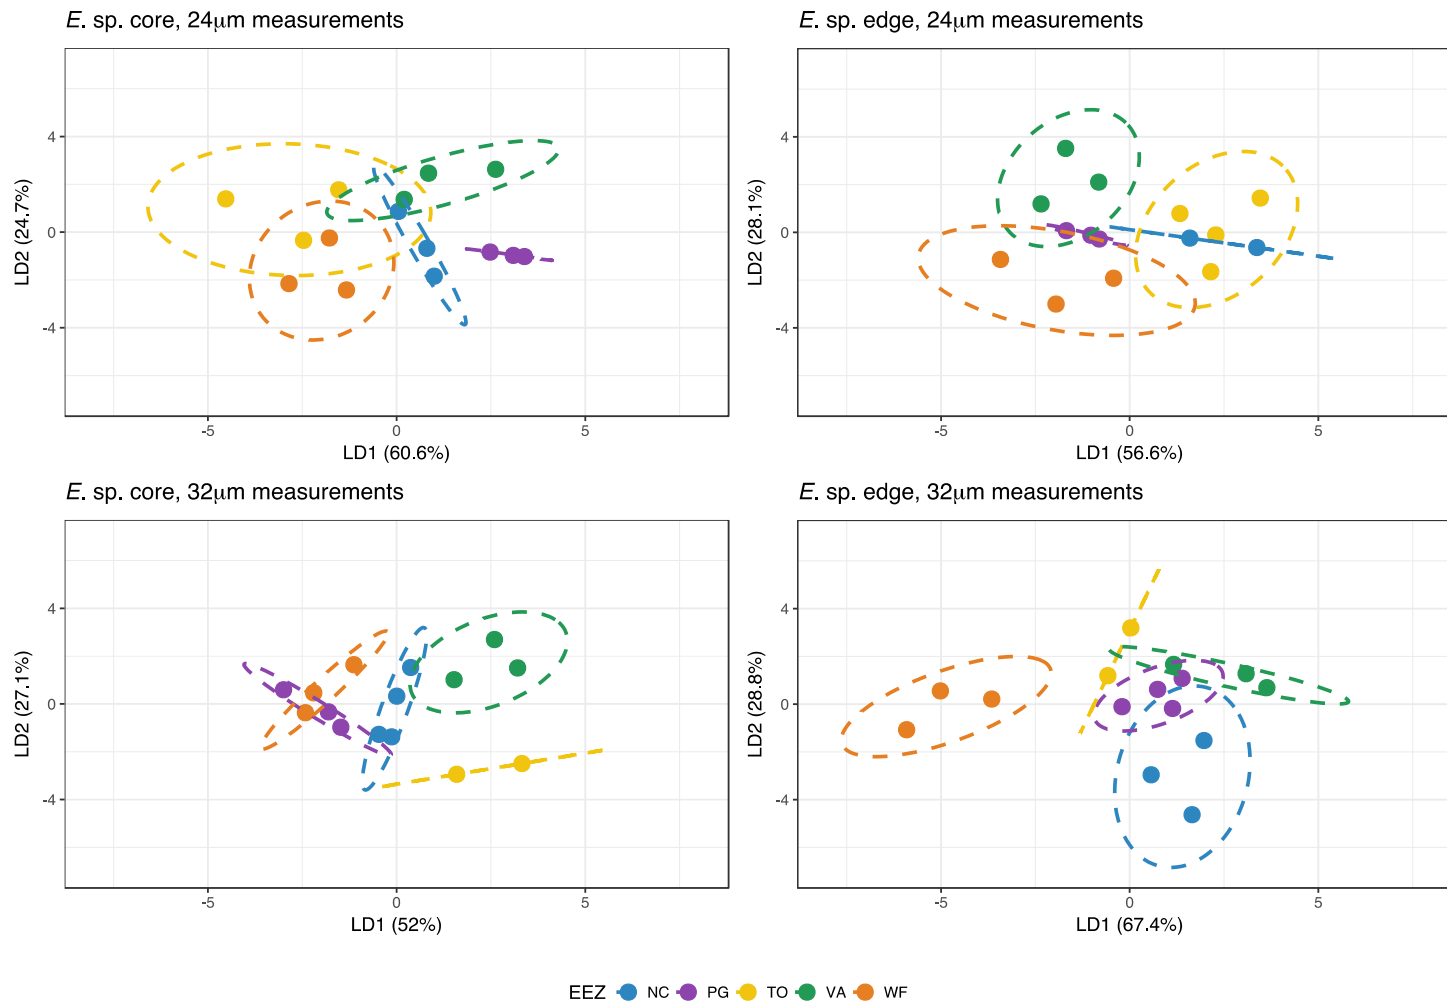 E. sp. core, 24μm measurements
4
0
-4
LD2 (24.7%)
-5
0
5
LD1 (60.6%)
E. sp. edge, 24μm measurements
4
0
-4
LD2 (28.1%)
-5
0
5
LD1 (56.6%)
E. sp. core, 32μm measurements
4
0
-4
LD2 (27.1%)
-5
0
5
LD1 (52%)
E. sp. edge, 32μm measurements
4
0
-4
LD2 (28.8%)
-5
0
5
LD1 (67.4%)
EEZ NC PG TO VA WF